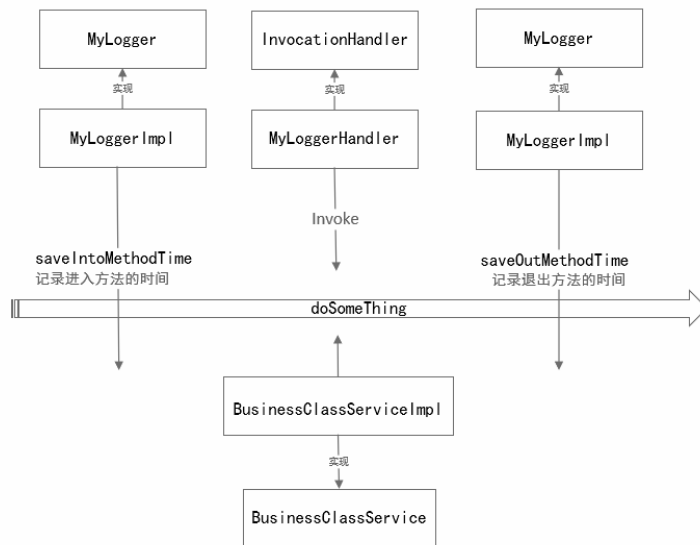 MyLogger
InvocationHandler
MyLogger
实现
实现
实现
MyLoggerImpl
MyLoggerHandler
MyLoggerImpl
Invoke
saveIntoMethodTime
记录进入方法的时间
saveOutMethodTime
记录退出方法的时间
doSomeThing
BusinessClassServiceImpl
实现
BusinessClassService